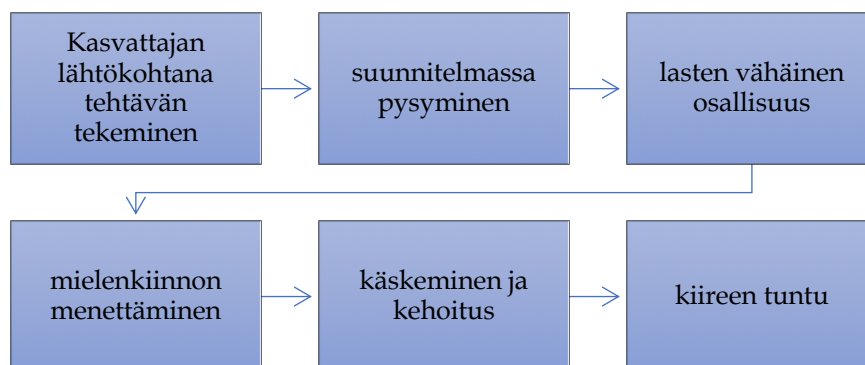 Kasvattajan
lähtökohtana
tehtävän
tekeminen
suunnitelmassa
pysyminen
lasten vähäinen
osallisuus
mielenkiinnon
menettäminen
käskeminen ja
kehoitus
kiireen tuntu